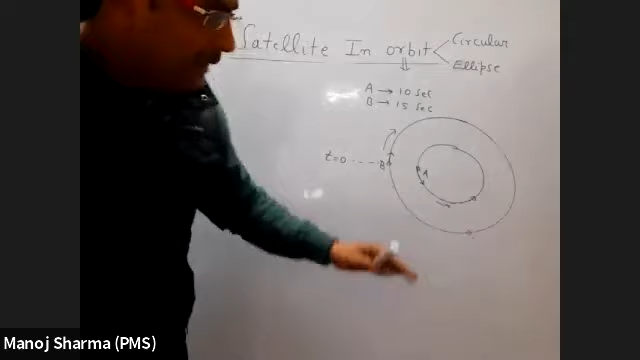 Satellite In orbit
Circular
Ellipse
A → 10 sec
B → 15 sec
t=0
B
A
Manoj Sharma (PMS)